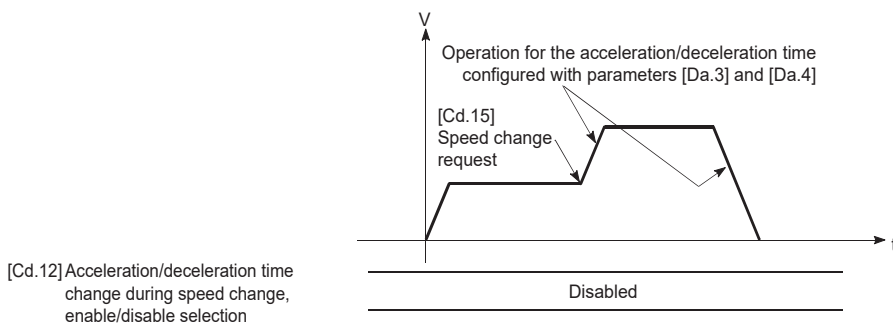 V
Operation for the acceleration/deceleration time
configured with parameters [Da.3] and [Da.4]
[Cd.15]
Speed change
request
t
[Cd.12] Acceleration/deceleration time
change during speed change,
enable/disable selection
Disabled